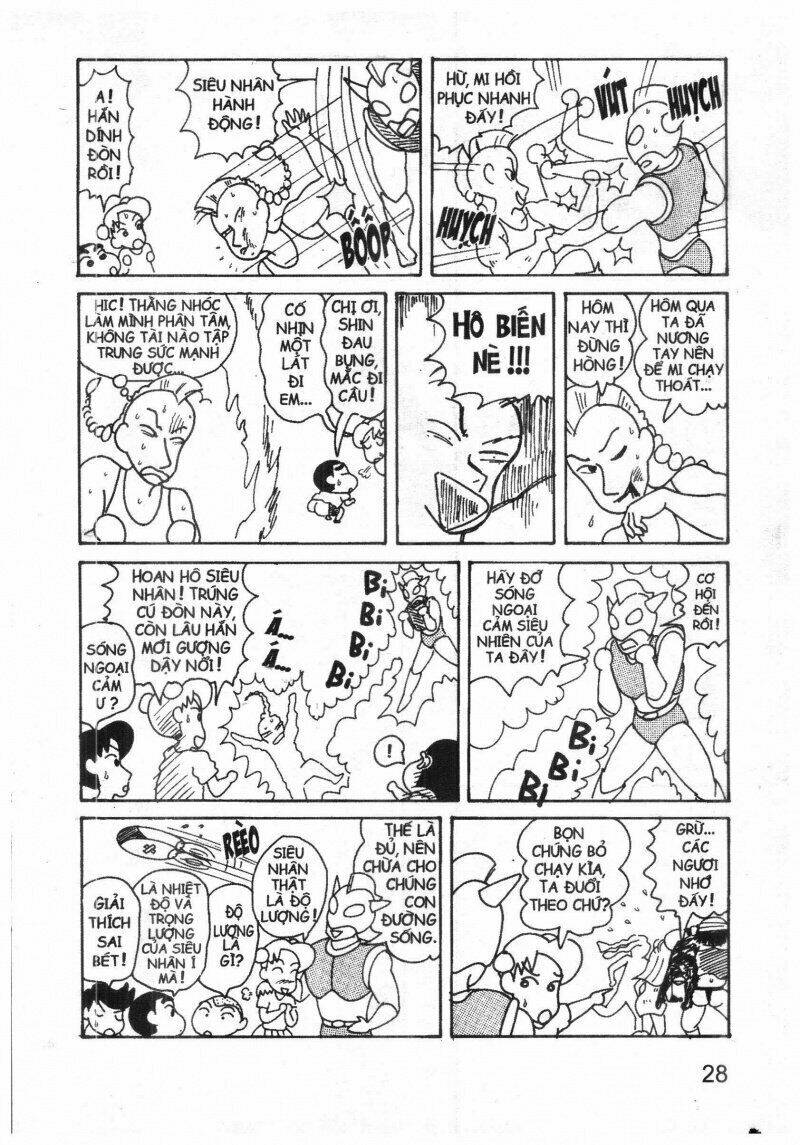 HỪ, MI HỒI
PHỤC NHANH
ĐẤY!
VÚT
HUỴCH
HUỴCH
SIÊU NHÂN
HÀNH
ĐỘNG!
BỐÔP
A!
HẮN
DÍNH
ĐÒN
RỒI!
HÔM QUA
TA ĐÃ
NƯƠNG
TAY NÊN
ĐỂ MI CHẠY
THOÁT...
HÔM
NAY THÌ
ĐỪNG
HÒNG!
HÔ BIẾN
NÈ !!!
CHỊ ƠI,
SHIN
ĐAU
BỤNG,
MẮC ĐI
CẦU!
CỐ
NHỊN
MỘT
LÁT
ĐI
EM...
HIC! THẰNG NHÓC
LÀM MÌNH PHÂN TÂM,
KHÔNG TÀI NÀO TẬP
TRUNG SỨC MẠNH
ĐƯỢC...
CƠ
HỘI
ĐẾN
RỒI!
HÃY ĐỠ
SÓNG
NGOẠI
CẢM SIÊU
NHIÊN CỦA
TA ĐÂY!
Bi
Bi
Bi
Bi
Bi
Bi
Bi
Á...
Á...
HOAN HÔ SIÊU
NHÂN! TRÚNG
CÚ ĐÒN NÀY,
CÒN LÂU HẮN
MỚI GƯỢNG
DẬY NỔI!
!
SÓNG
NGOẠI
CẢM
Ư?
GRỪ...
CÁC
NGƯƠI
NHỚ
ĐẤY!
BỌN
CHÚNG BỎ
CHẠY KÌA,
TA ĐUỔI
THEO CHỨ?
THẾ LÀ
ĐỦ, NÊN
CHỪA CHO
CHÚNG
CON
ĐƯỜNG
SỐNG.
SIÊU
NHÂN
THẬT
LÀ ĐỘ
LƯỢNG!
RÈEO
ĐỘ
LƯỢNG
LÀ
GÌ?
LÀ NHIỆT
ĐỘ VÀ
TRỌNG
LƯỢNG
CỦA SIÊU
NHÂN Í
MÀ!
GIẢI
THÍCH
SAI
BÉT!
28